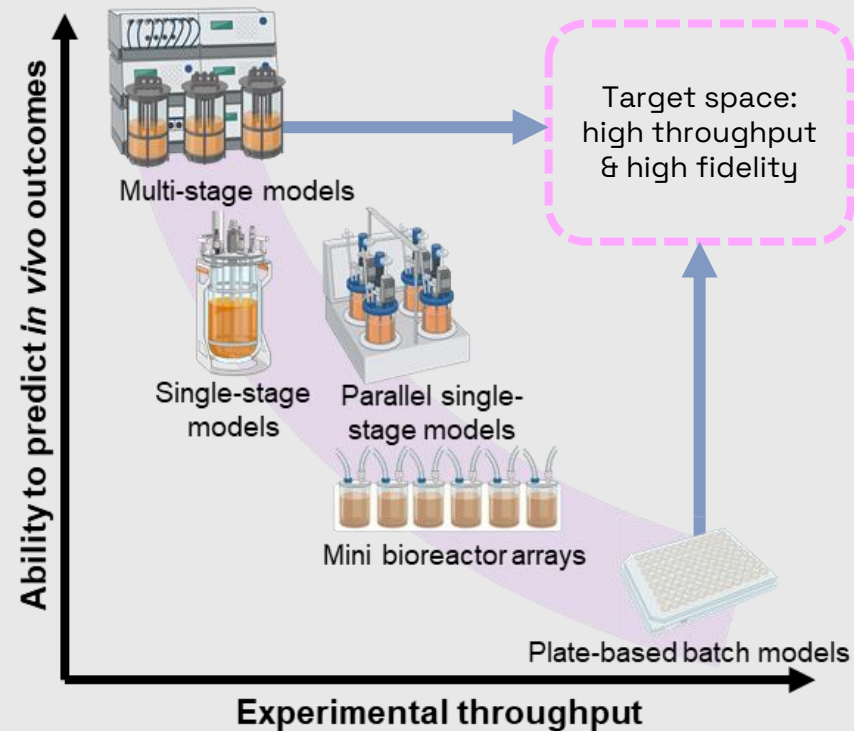 Ability to predict in vivo outcomes
Target space:
high throughput
& high fidelity
Multi-stage models
Single-stage
models
Parallel single-
stage models
Mini bioreactor arrays
Plate-based batch models
Experimental throughput